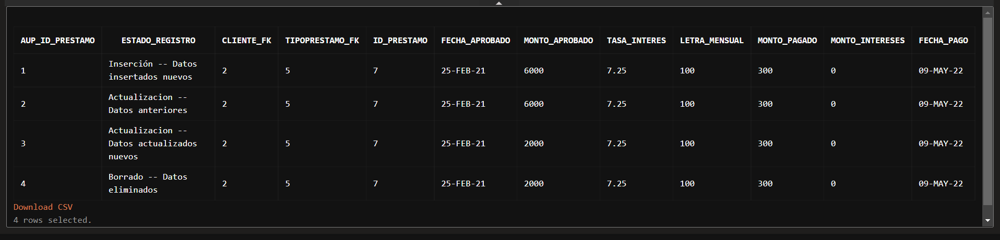 AUP_ID_PRESTAMO ESTADO_REGISTRO CLIENTE_FK TIPOPRESTAMO_FK ID_PRESTAMO FECHA_APROBADO MONTO_APROBADO TASA_INTERES LETRA_MENSUAL MONTO_PAGADO MONTO_INTERESES FECHA_PAGO
1 Inserción -- Datos insertados nuevos 2 5 7 25-FEB-21 6000 7.25 100 300 0 09-MAY-22
2 Actualizacion -- Datos anteriores 2 5 7 25-FEB-21 6000 7.25 100 300 0 09-MAY-22
3 Actualizacion -- Datos actualizados nuevos 2 5 7 25-FEB-21 2000 7.25 100 300 0 09-MAY-22
4 Borrado -- Datos eliminados 2 5 7 25-FEB-21 2000 7.25 100 300 0 09-MAY-22
Download CSV
4 rows selected.